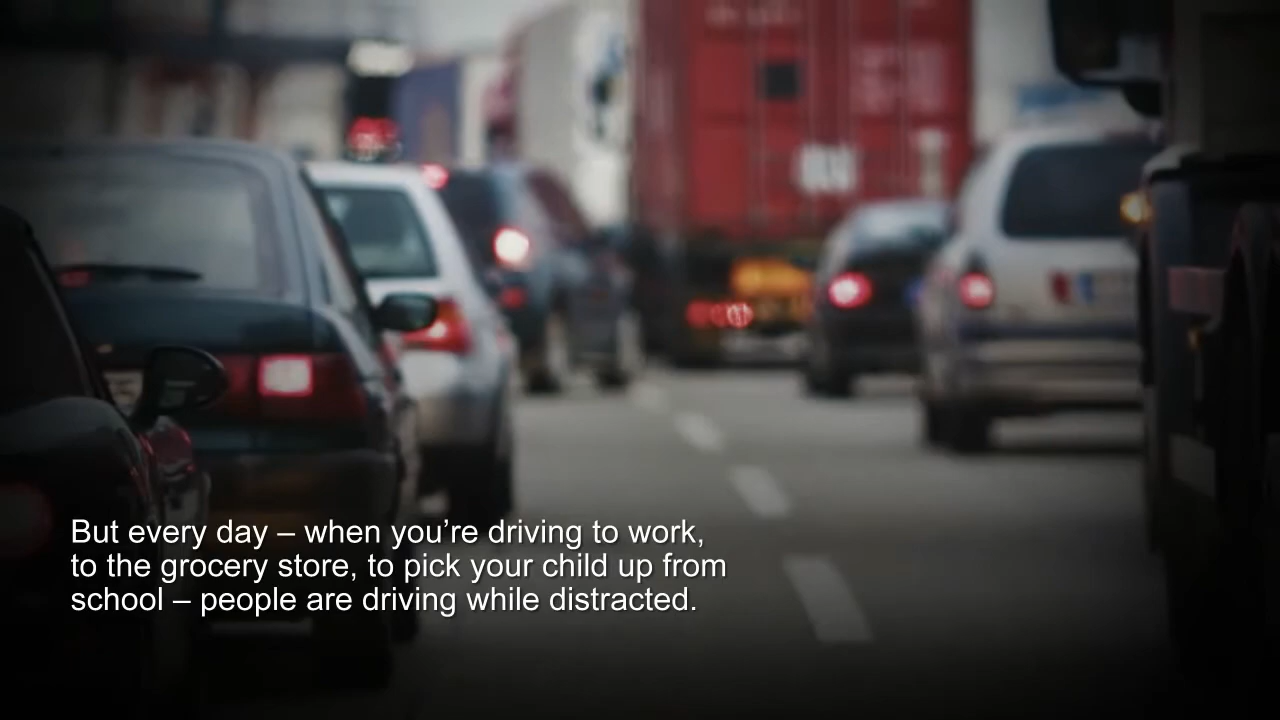 But every day – when you’re driving to work,
to the grocery store, to pick your child up from
school – people are driving while distracted.